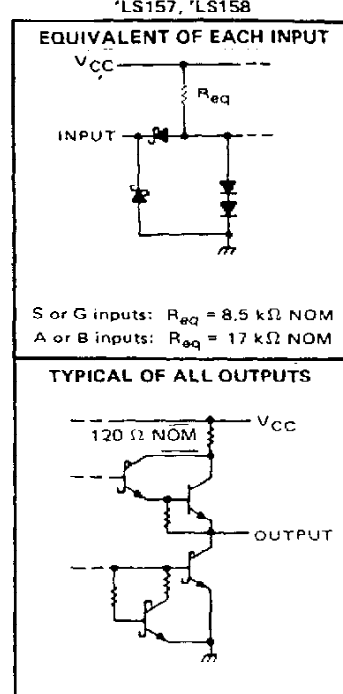 'LS157, 'LS158
EQUIVALENT OF EACH INPUT
VCC
Req
INPUT
S or G inputs: Req = 8.5 kΩ NOM
A or B inputs: Req = 17 kΩ NOM
TYPICAL OF ALL OUTPUTS
VCC
120 Ω NOM
OUTPUT